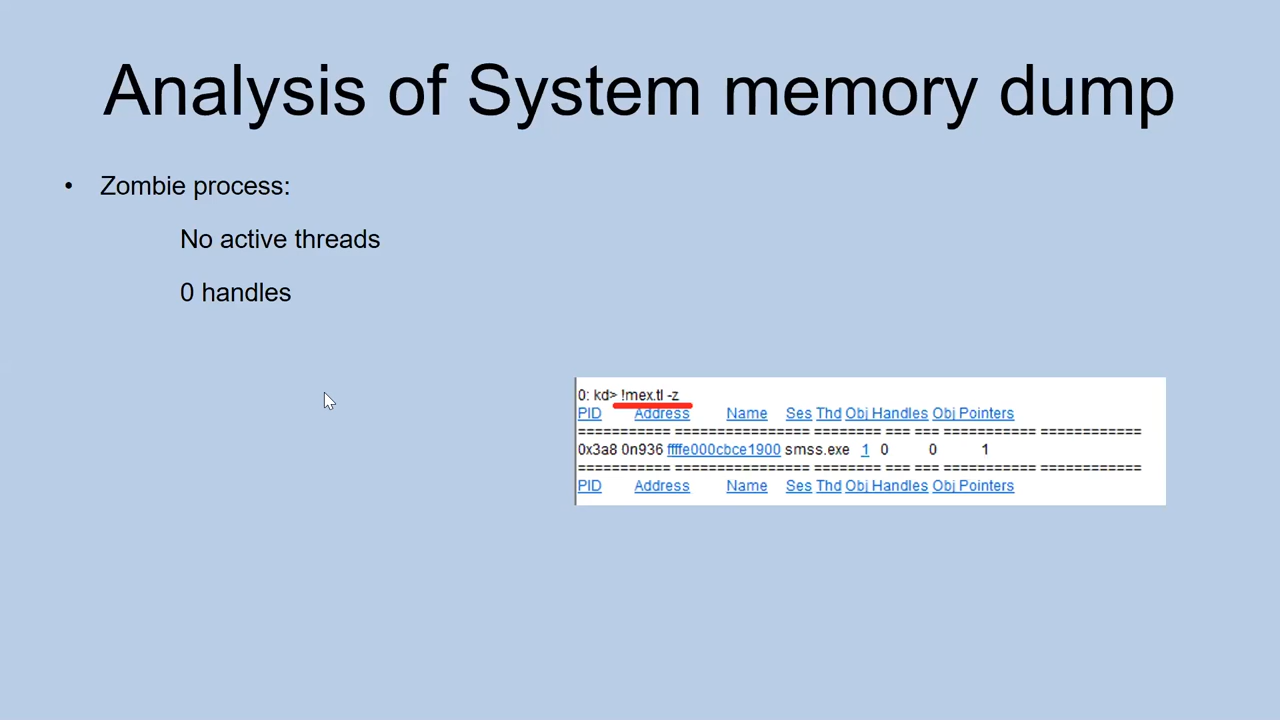 Analysis of System memory dump
• Zombie process:
No active threads
0 handles
0: kd> !mex.tl -z
PID Address Name Ses Thd Obj Handles Obj Pointers
=========== ================ ======== === === =========== ============
0x3a8 0n936 ffffe000cbce1900 smss.exe 1 0 0 1
=========== ================ ======== === === =========== ============
PID Address Name Ses Thd Obj Handles Obj Pointers